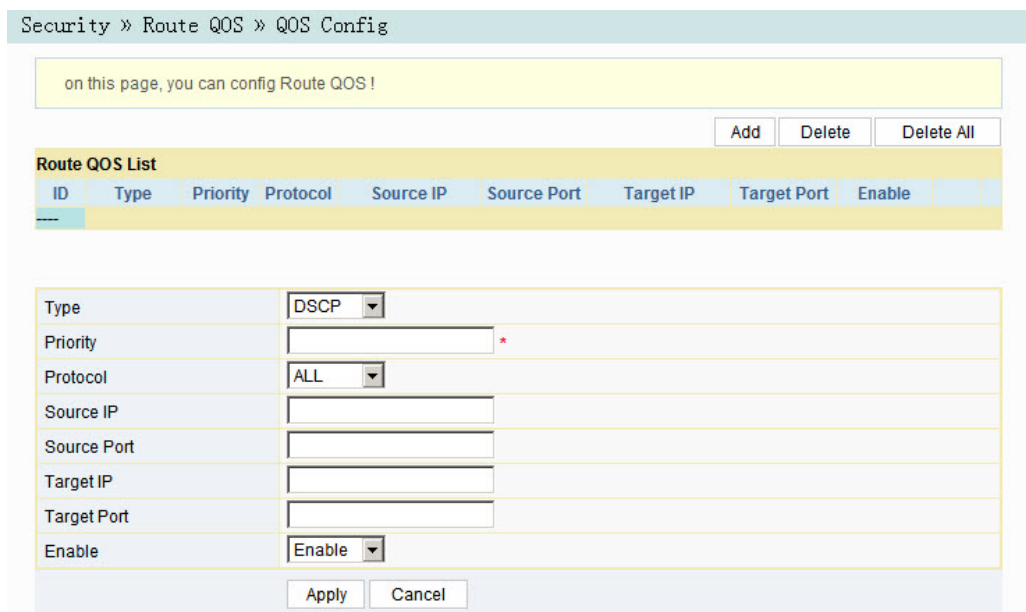 Security » Route QOS » QOS Config
on this page, you can config Route QOS !
Add Delete Delete All
Route QOS List
ID Type Priority Protocol Source IP Source Port Target IP Target Port Enable
----
Type DSCP
Priority *
Protocol ALL
Source IP
Source Port
Target IP
Target Port
Enable Enable
Apply Cancel